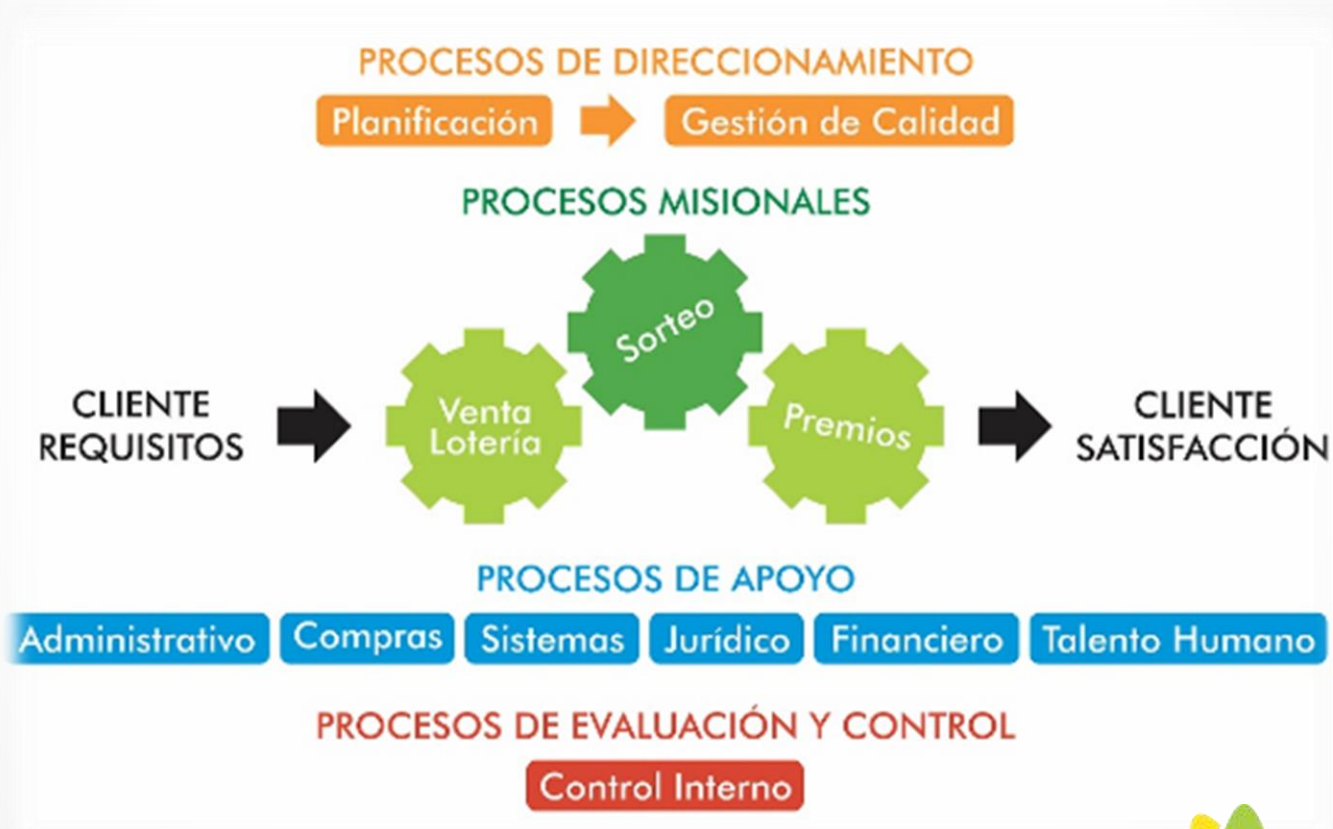 PROCESOS DE DIRECCIONAMIENTO
Planificación
Gestión de Calidad
PROCESOS MISIONALES
Sorteo
CLIENTE
REQUISITOS
Venta
Lotería
Premios
CLIENTE
SATISFACCIÓN
PROCESOS DE APOYO
Administrativo
Compras
Sistemas
Jurídico
Financiero
Talento Humano
PROCESOS DE EVALUACIÓN Y CONTROL
Control Interno